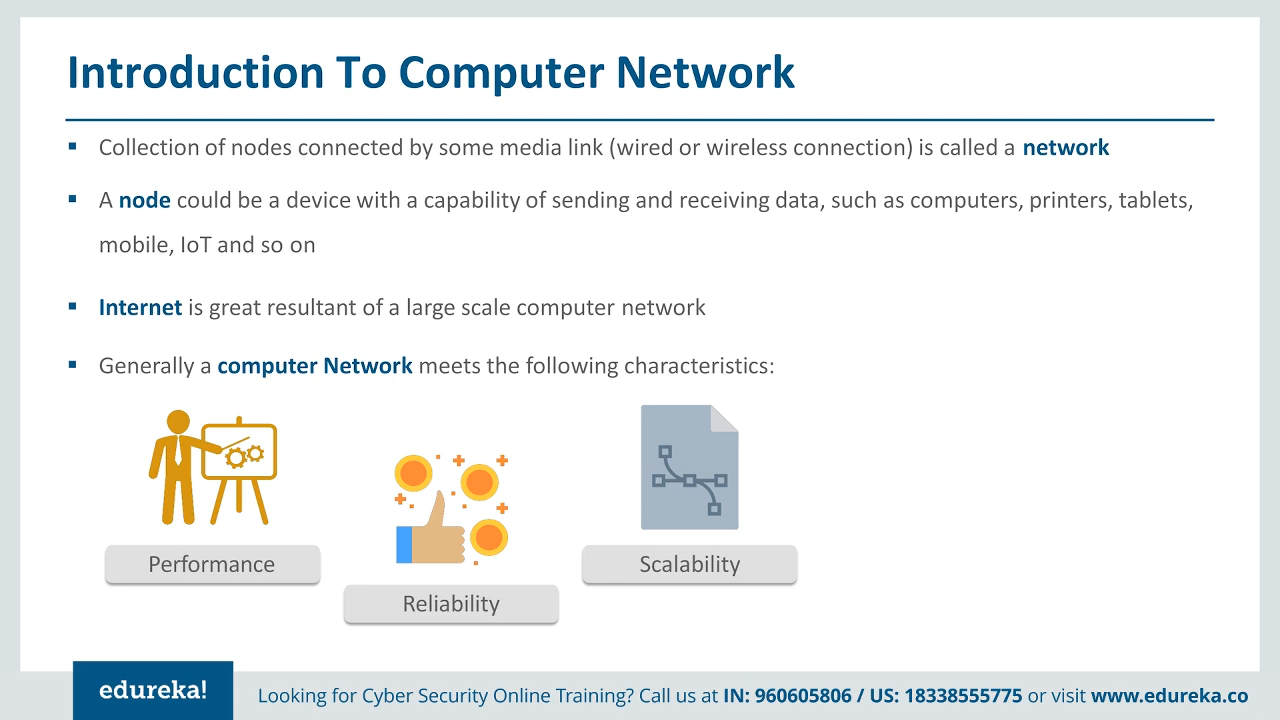 Introduction To Computer Network
Collection of nodes connected by some media link (wired or wireless connection) is called a network
A node could be a device with a capability of sending and receiving data, such as computers, printers, tablets,
mobile, IoT and so on
Internet is great resultant of a large scale computer network
Generally a computer Network meets the following characteristics:
Performance
Reliability
Scalability
edureka!
Looking for Cyber Security Online Training? Call us at IN: 960605806 / US: 18338555775 or visit www.edureka.co